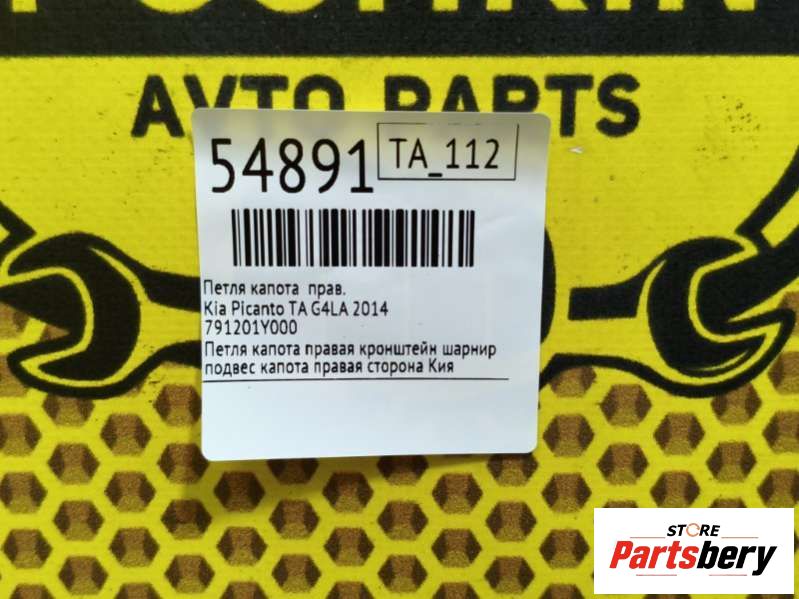 AVTO PARTS
54891
TA_112
Петля капота прав.
Kia Picanto TA G4LA 2014
791201Y000
Петля капота правая кронштейн шарнир
подвес капота правая сторона Кия
STORE
Partsbery